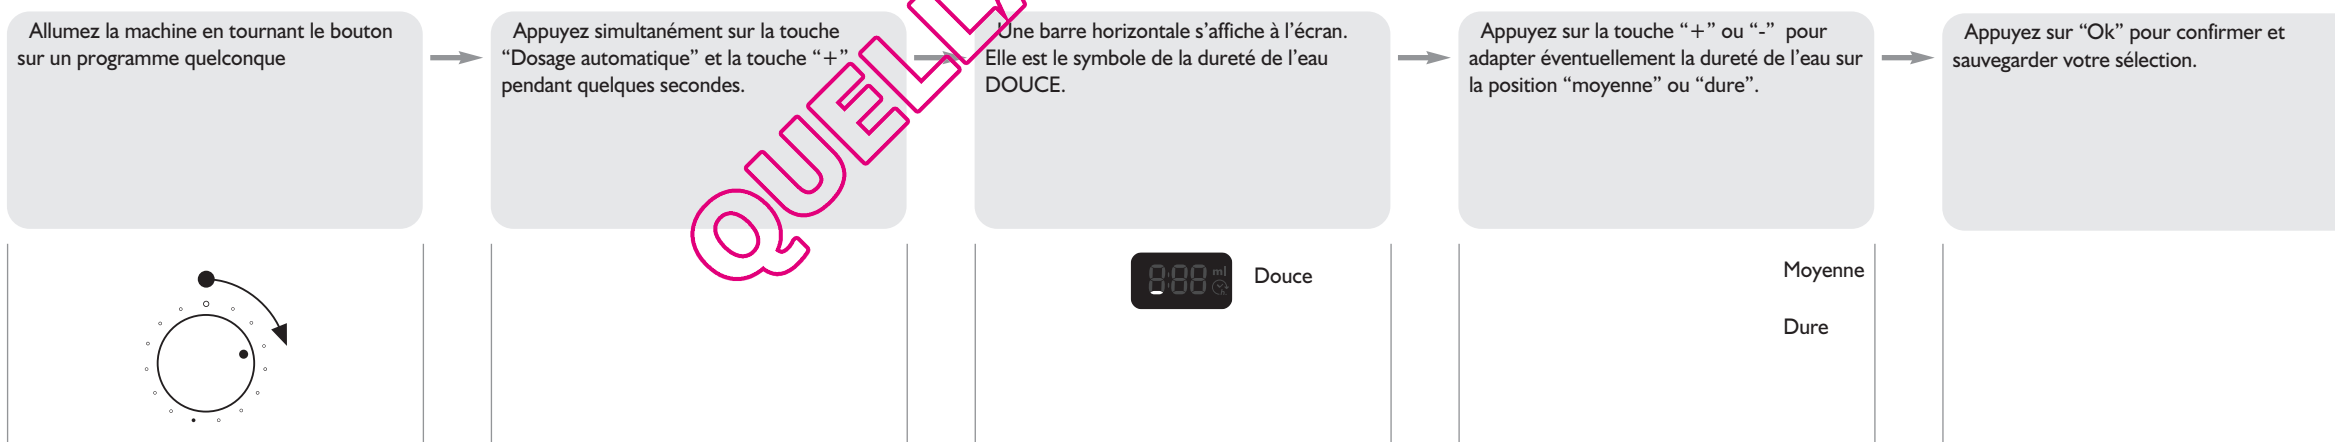 Allumez la machine en tournant le bouton
sur un programme quelconque
Appuyez simultanément sur la touche
“Dosage automatique” et la touche “+”
pendant quelques secondes.
Une barre horizontale s’affiche à l’écran.
Elle est le symbole de la dureté de l’eau
DOUCE.
Appuyez sur la touche “+” ou “-” pour
adapter éventuellement la dureté de l’eau sur
la position “moyenne” ou “dure”.
Appuyez sur “Ok” pour confirmer et
sauvegarder votre sélection.
8:88 ml
h
Douce
Moyenne
Dure